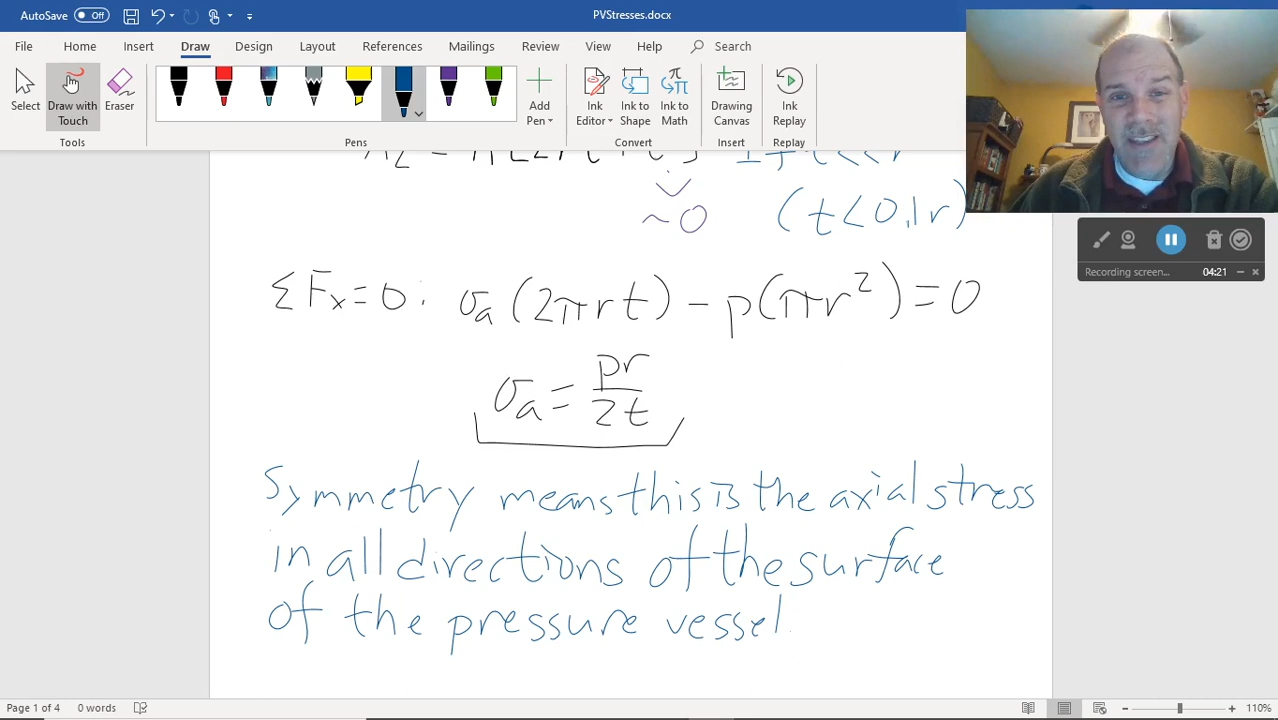 AutoSave Off PVStresses.docx
File Home Insert Draw Design Layout References Mailings Review View Help Search
Select Draw with Touch Eraser Add Pen Ink Editor Ink to Shape Ink to Math Drawing Canvas Ink Replay
Tools Pens Convert Insert Replay
~0 (t<0.1r)
ΣFx=0: σa(2πrt) - p(πr²)=0
σa = pr/2t
Symmetry means this is the axial stress
in all directions of the surface
of the pressure vessel.
Recording screen... 04:21
Page 1 of 4 0 words 110%